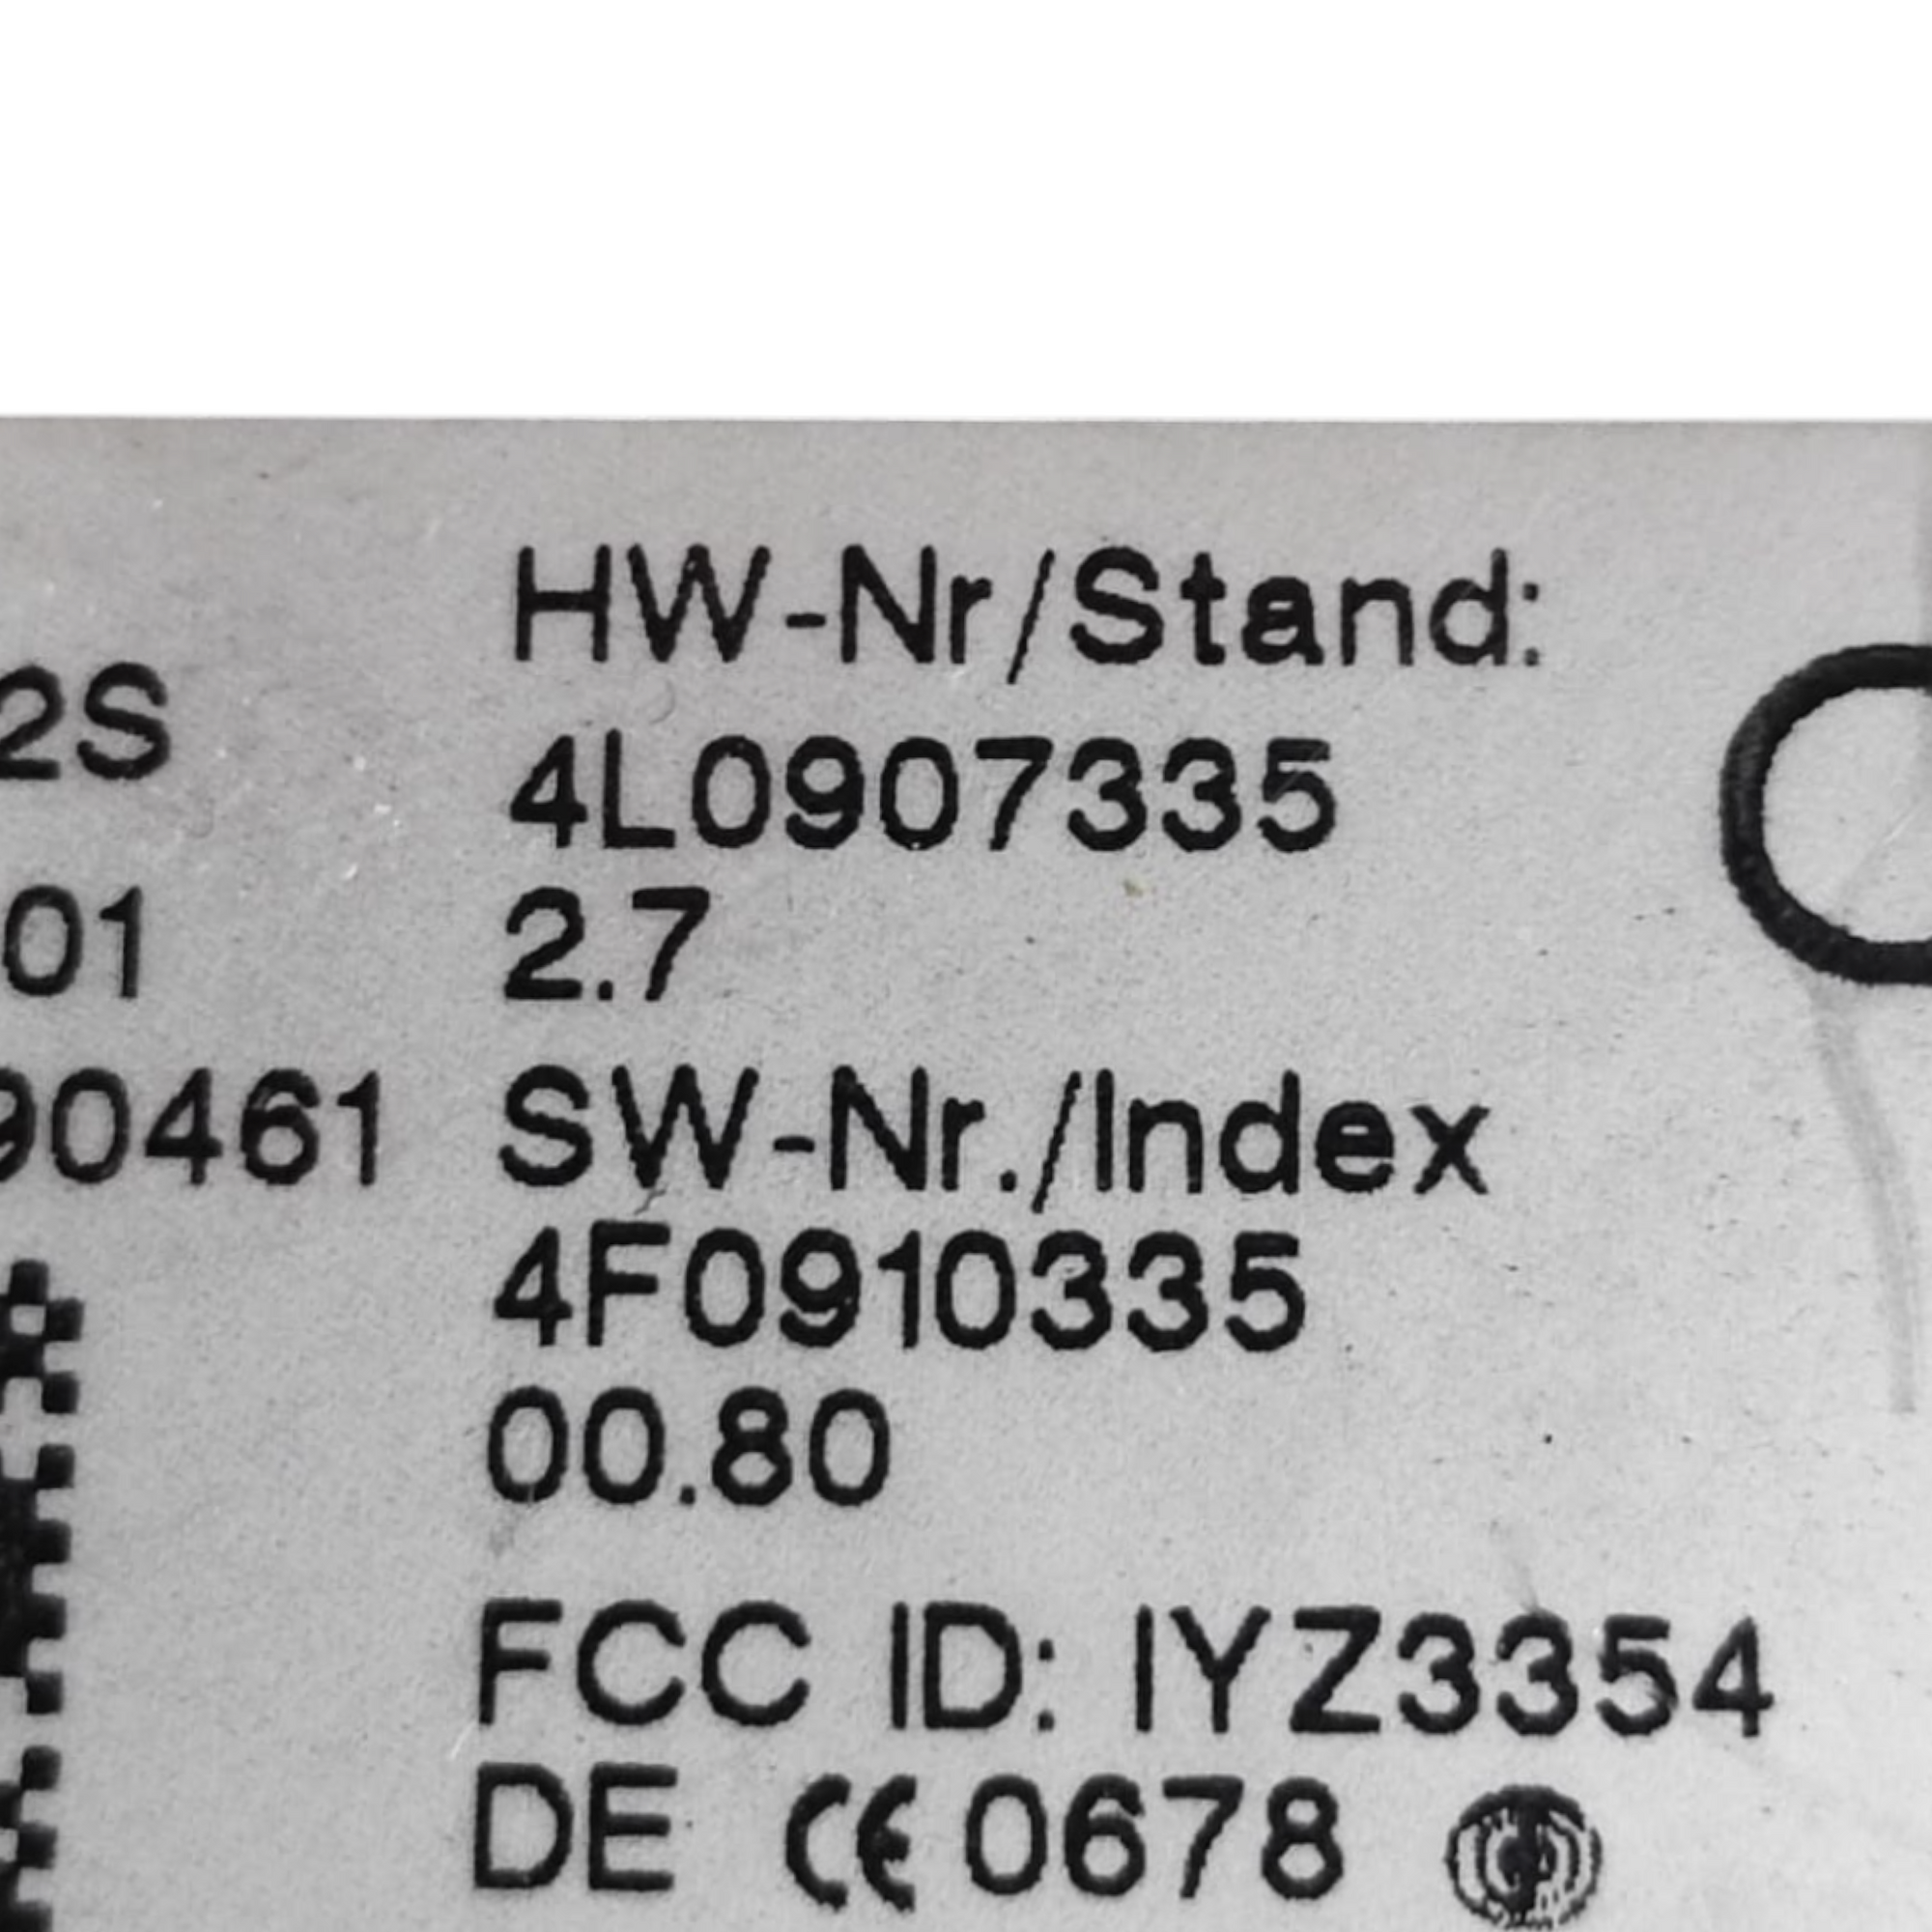 HW-Nr/Stand:
2S
4L0907335
01
2.7
90461
SW-Nr./Index
4F0910335
00.80
FCC ID: IYZ3354
DE CE 0678